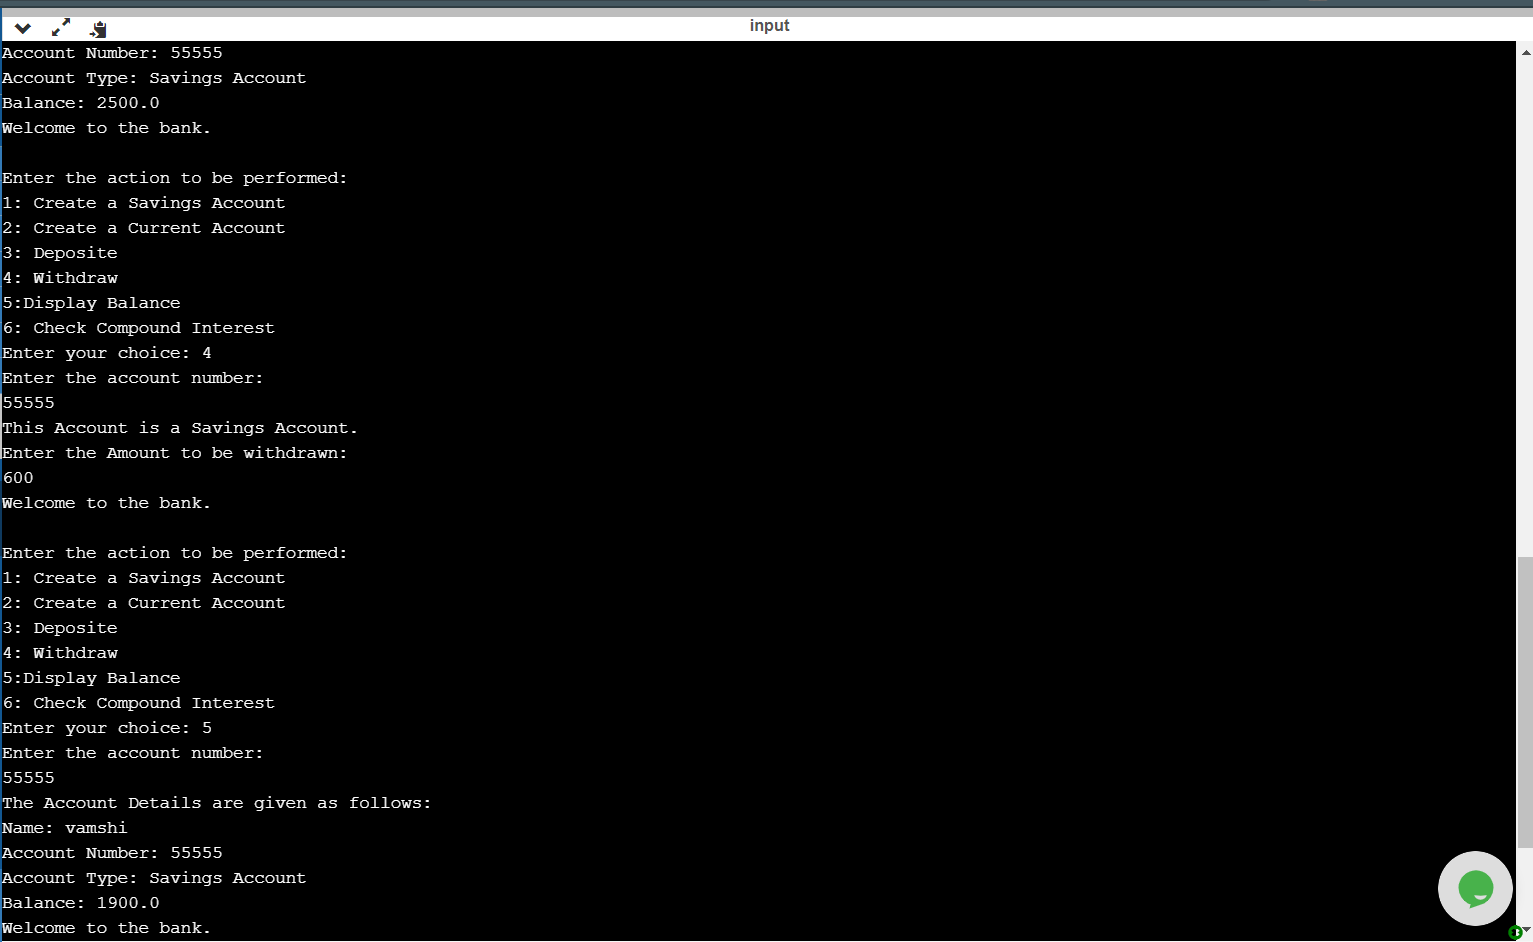 input
Account Number: 55555
Account Type: Savings Account
Balance: 2500.0
Welcome to the bank.
Enter the action to be performed:
1: Create a Savings Account
2: Create a Current Account
3: Deposite
4: Withdraw
5:Display Balance
6: Check Compound Interest
Enter your choice: 4
Enter the account number:
55555
This Account is a Savings Account.
Enter the Amount to be withdrawn:
600
Welcome to the bank.
Enter the action to be performed:
1: Create a Savings Account
2: Create a Current Account
3: Deposite
4: Withdraw
5:Display Balance
6: Check Compound Interest
Enter your choice: 5
Enter the account number:
55555
The Account Details are given as follows:
Name: vamshi
Account Number: 55555
Account Type: Savings Account
Balance: 1900.0
Welcome to the bank.